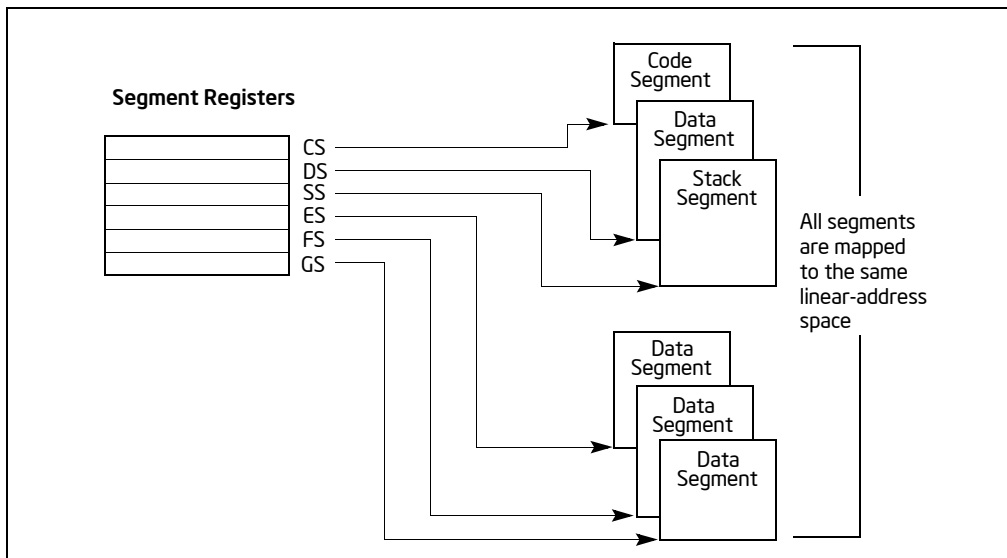 Segment Registers
CS
DS
SS
ES
FS
GS
Code
Segment
Data
Segment
Stack
Segment
Data
Segment
Data
Segment
Data
Segment
All segments
are mapped
to the same
linear-address
space